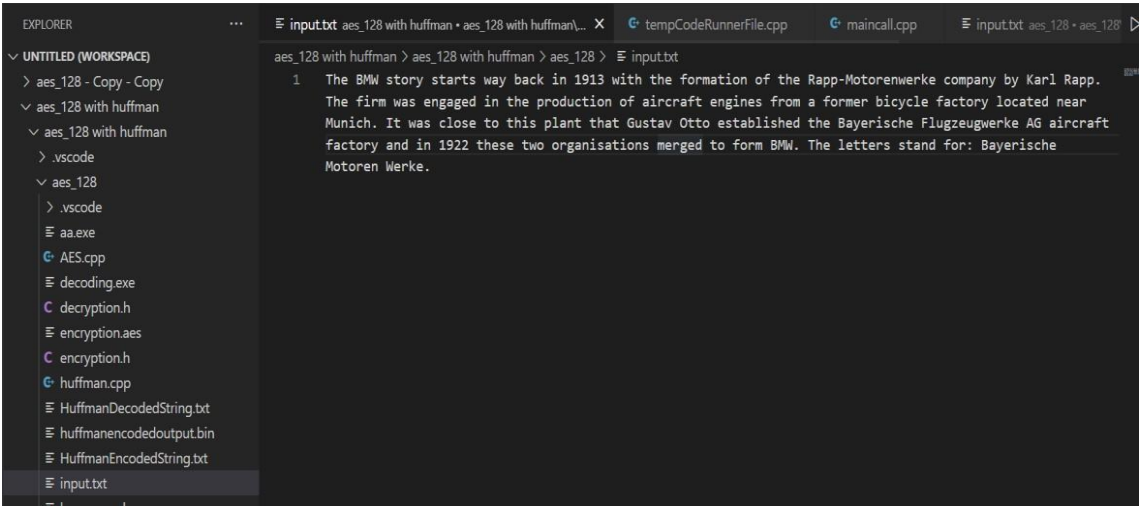 EXPLORER
...
input.txt aes_128 with huffman • aes_128 with huffman\... X
tempCodeRunnerFile.cpp
maincall.cpp
input.txt aes_128 • aes_128
UNTITLED (WORKSPACE)
aes_128 with huffman > aes_128 with huffman > aes_128 > input.txt
aes_128 - Copy - Copy
1 The BMW story starts way back in 1913 with the formation of the Rapp-Motorenwerke company by Karl Rapp.
aes_128 with huffman
The firm was engaged in the production of aircraft engines from a former bicycle factory located near
aes_128 with huffman
Munich. It was close to this plant that Gustav Otto established the Bayerische Flugzeugwerke AG aircraft
.vscode
factory and in 1922 these two organisations merged to form BMW. The letters stand for: Bayerische
Motoren Werke.
aes_128
.vscode
aa.exe
AES.cpp
decoding.exe
C decryption.h
encryption.aes
C encryption.h
huffman.cpp
HuffmanDecodedString.txt
huffmanencodedoutput.bin
HuffmanEncodedString.txt
input.txt